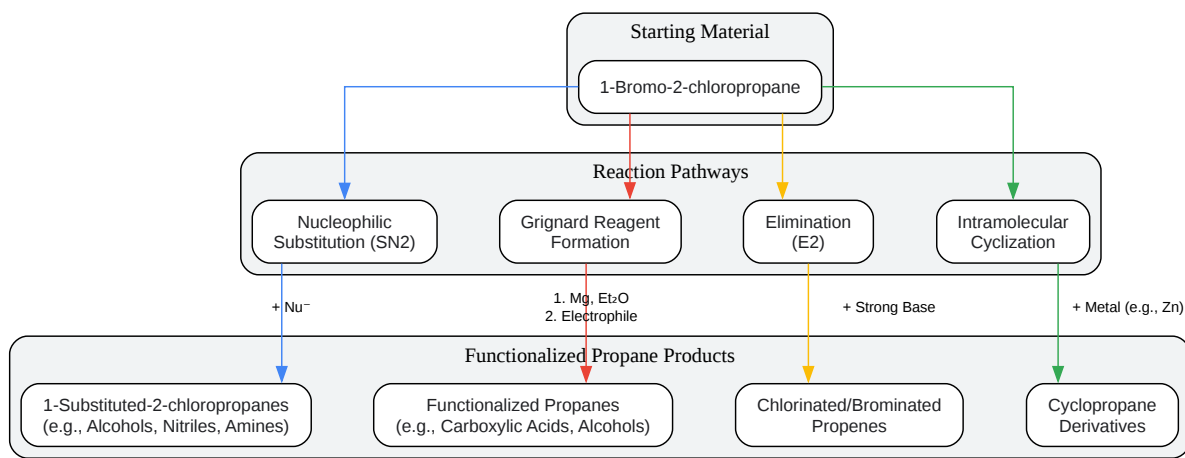 Starting Material
1-Bromo-2-chloropropane
Reaction Pathways
Nucleophilic
Substitution (SN2)
Grignard Reagent
Formation
Elimination
(E2)
Intramolecular
Cyclization
+ Nu⁻
1. Mg, Et₂O
2. Electrophile
+ Strong Base
+ Metal (e.g., Zn)
Functionalized Propane Products
1-Substituted-2-chloropropanes
(e.g., Alcohols, Nitriles, Amines)
Functionalized Propanes
(e.g., Carboxylic Acids, Alcohols)
Chlorinated/Brominated
Propenes
Cyclopropane
Derivatives